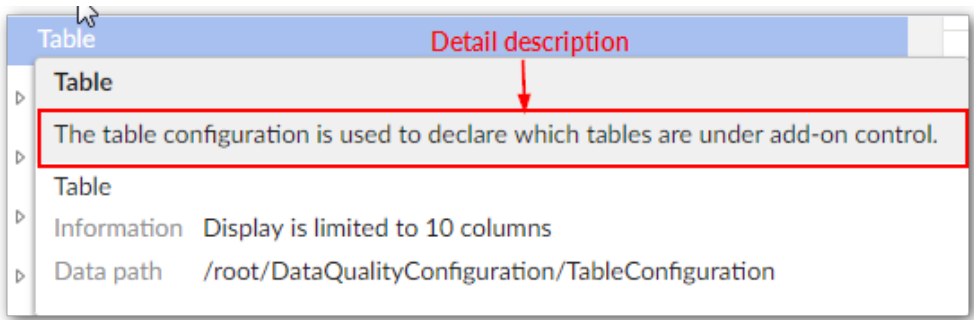 Table
Detail description
Table
The table configuration is used to declare which tables are under add-on control.
Table
Information Display is limited to 10 columns
Data path /root/DataQualityConfiguration/TableConfiguration